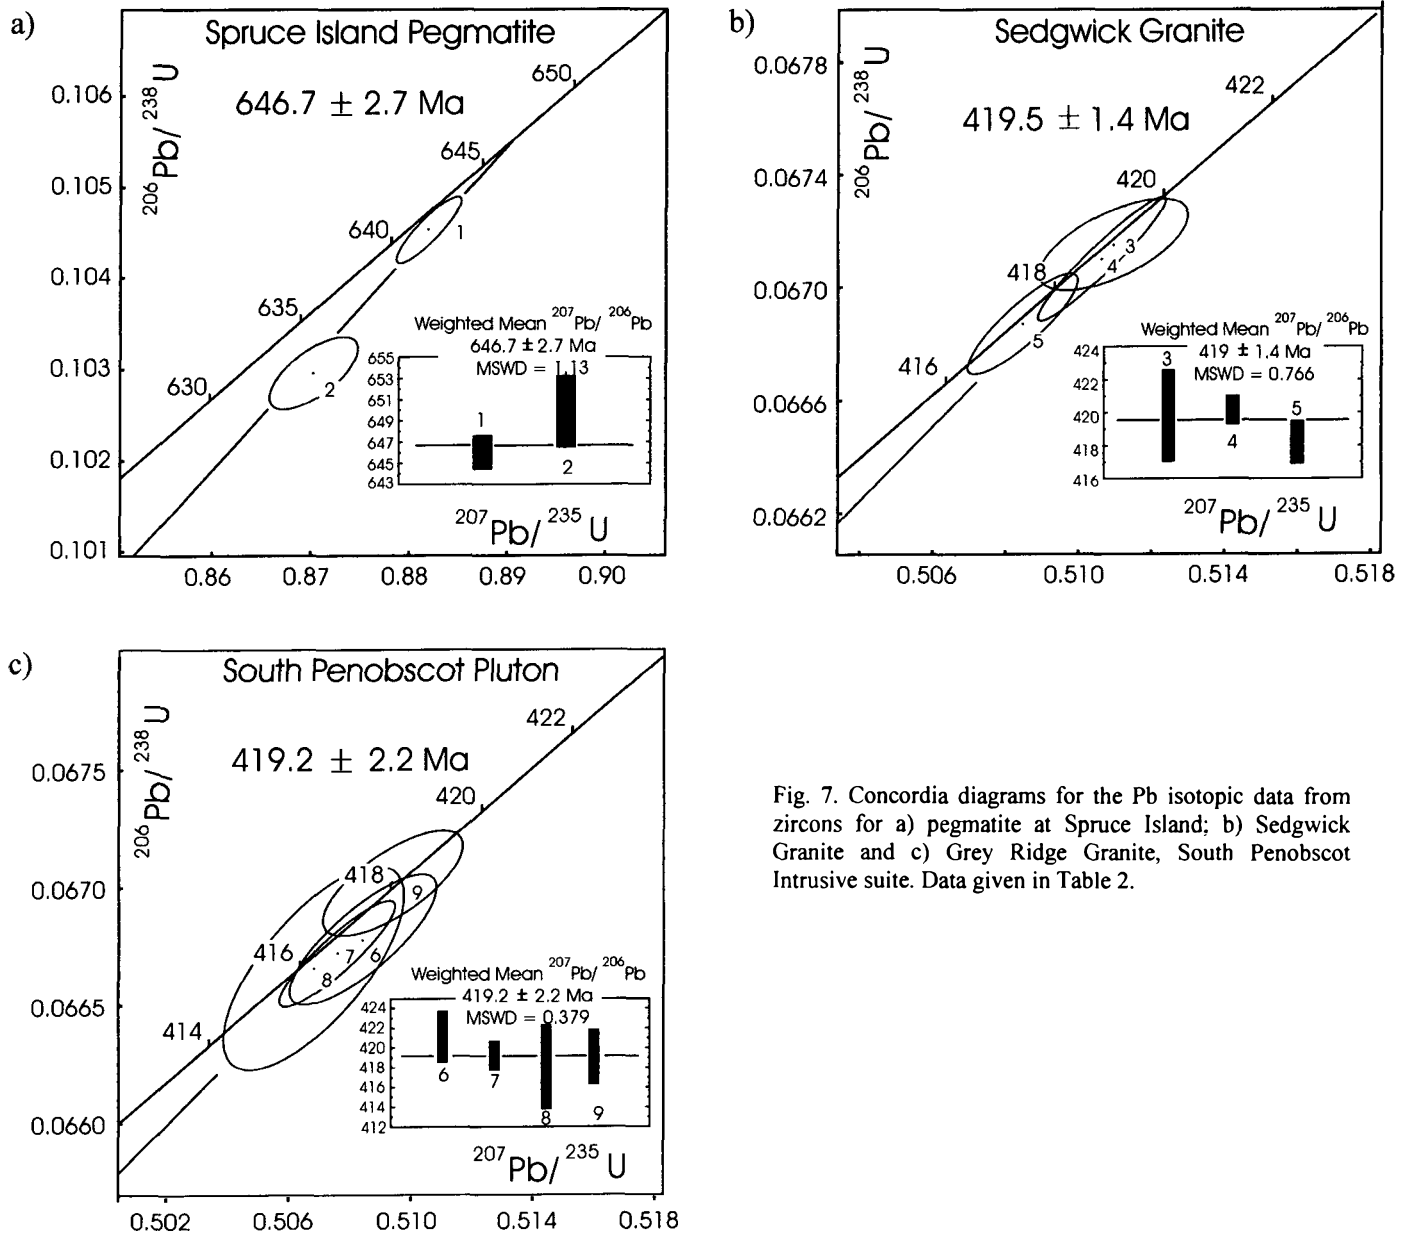 a)
Spruce Island Pegmatite
646.7 ± 2.7 Ma
206Pb/ 238U
0.106
0.105
0.104
0.103
0.102
0.101
650
645
640
635
630
1
2
Weighted Mean 207Pb/ 206Pb
646.7 ± 2.7 Ma
MSWD = 1.13
655
653
651
649
647
645
643
1
2
207Pb/ 235U
0.86
0.87
0.88
0.89
0.90
b)
Sedgwick Granite
419.5 ± 1.4 Ma
206Pb/ 238U
0.0678
0.0674
0.0670
0.0666
0.0662
422
420
418
416
3
4
5
Weighted Mean 207Pb/ 206Pb
419 ± 1.4 Ma
MSWD = 0.766
424
422
420
418
416
3
4
5
207Pb/ 235U
0.506
0.510
0.514
0.518
c)
South Penobscot Pluton
419.2 ± 2.2 Ma
206Pb/ 238U
0.0675
0.0670
0.0665
0.0660
422
420
418
416
414
9
7
6
8
Weighted Mean 207Pb/ 206Pb
419.2 ± 2.2 Ma
MSWD = 0.379
424
422
420
418
416
414
412
6
7
8
9
207Pb/ 235U
0.502
0.506
0.510
0.514
0.518
Fig. 7. Concordia diagrams for the Pb isotopic data from
zircons for a) pegmatite at Spruce Island; b) Sedgwick
Granite and c) Grey Ridge Granite, South Penobscot
Intrusive suite. Data given in Table 2.